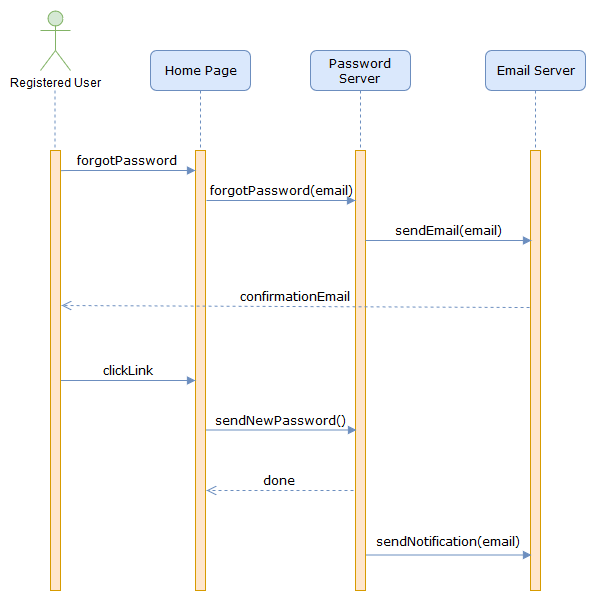 Registered User
Home Page
Password
Server
Email Server
forgotPassword
forgotPassword(email)
sendEmail(email)
confirmationEmail
clickLink
sendNewPassword()
done
sendNotification(email)